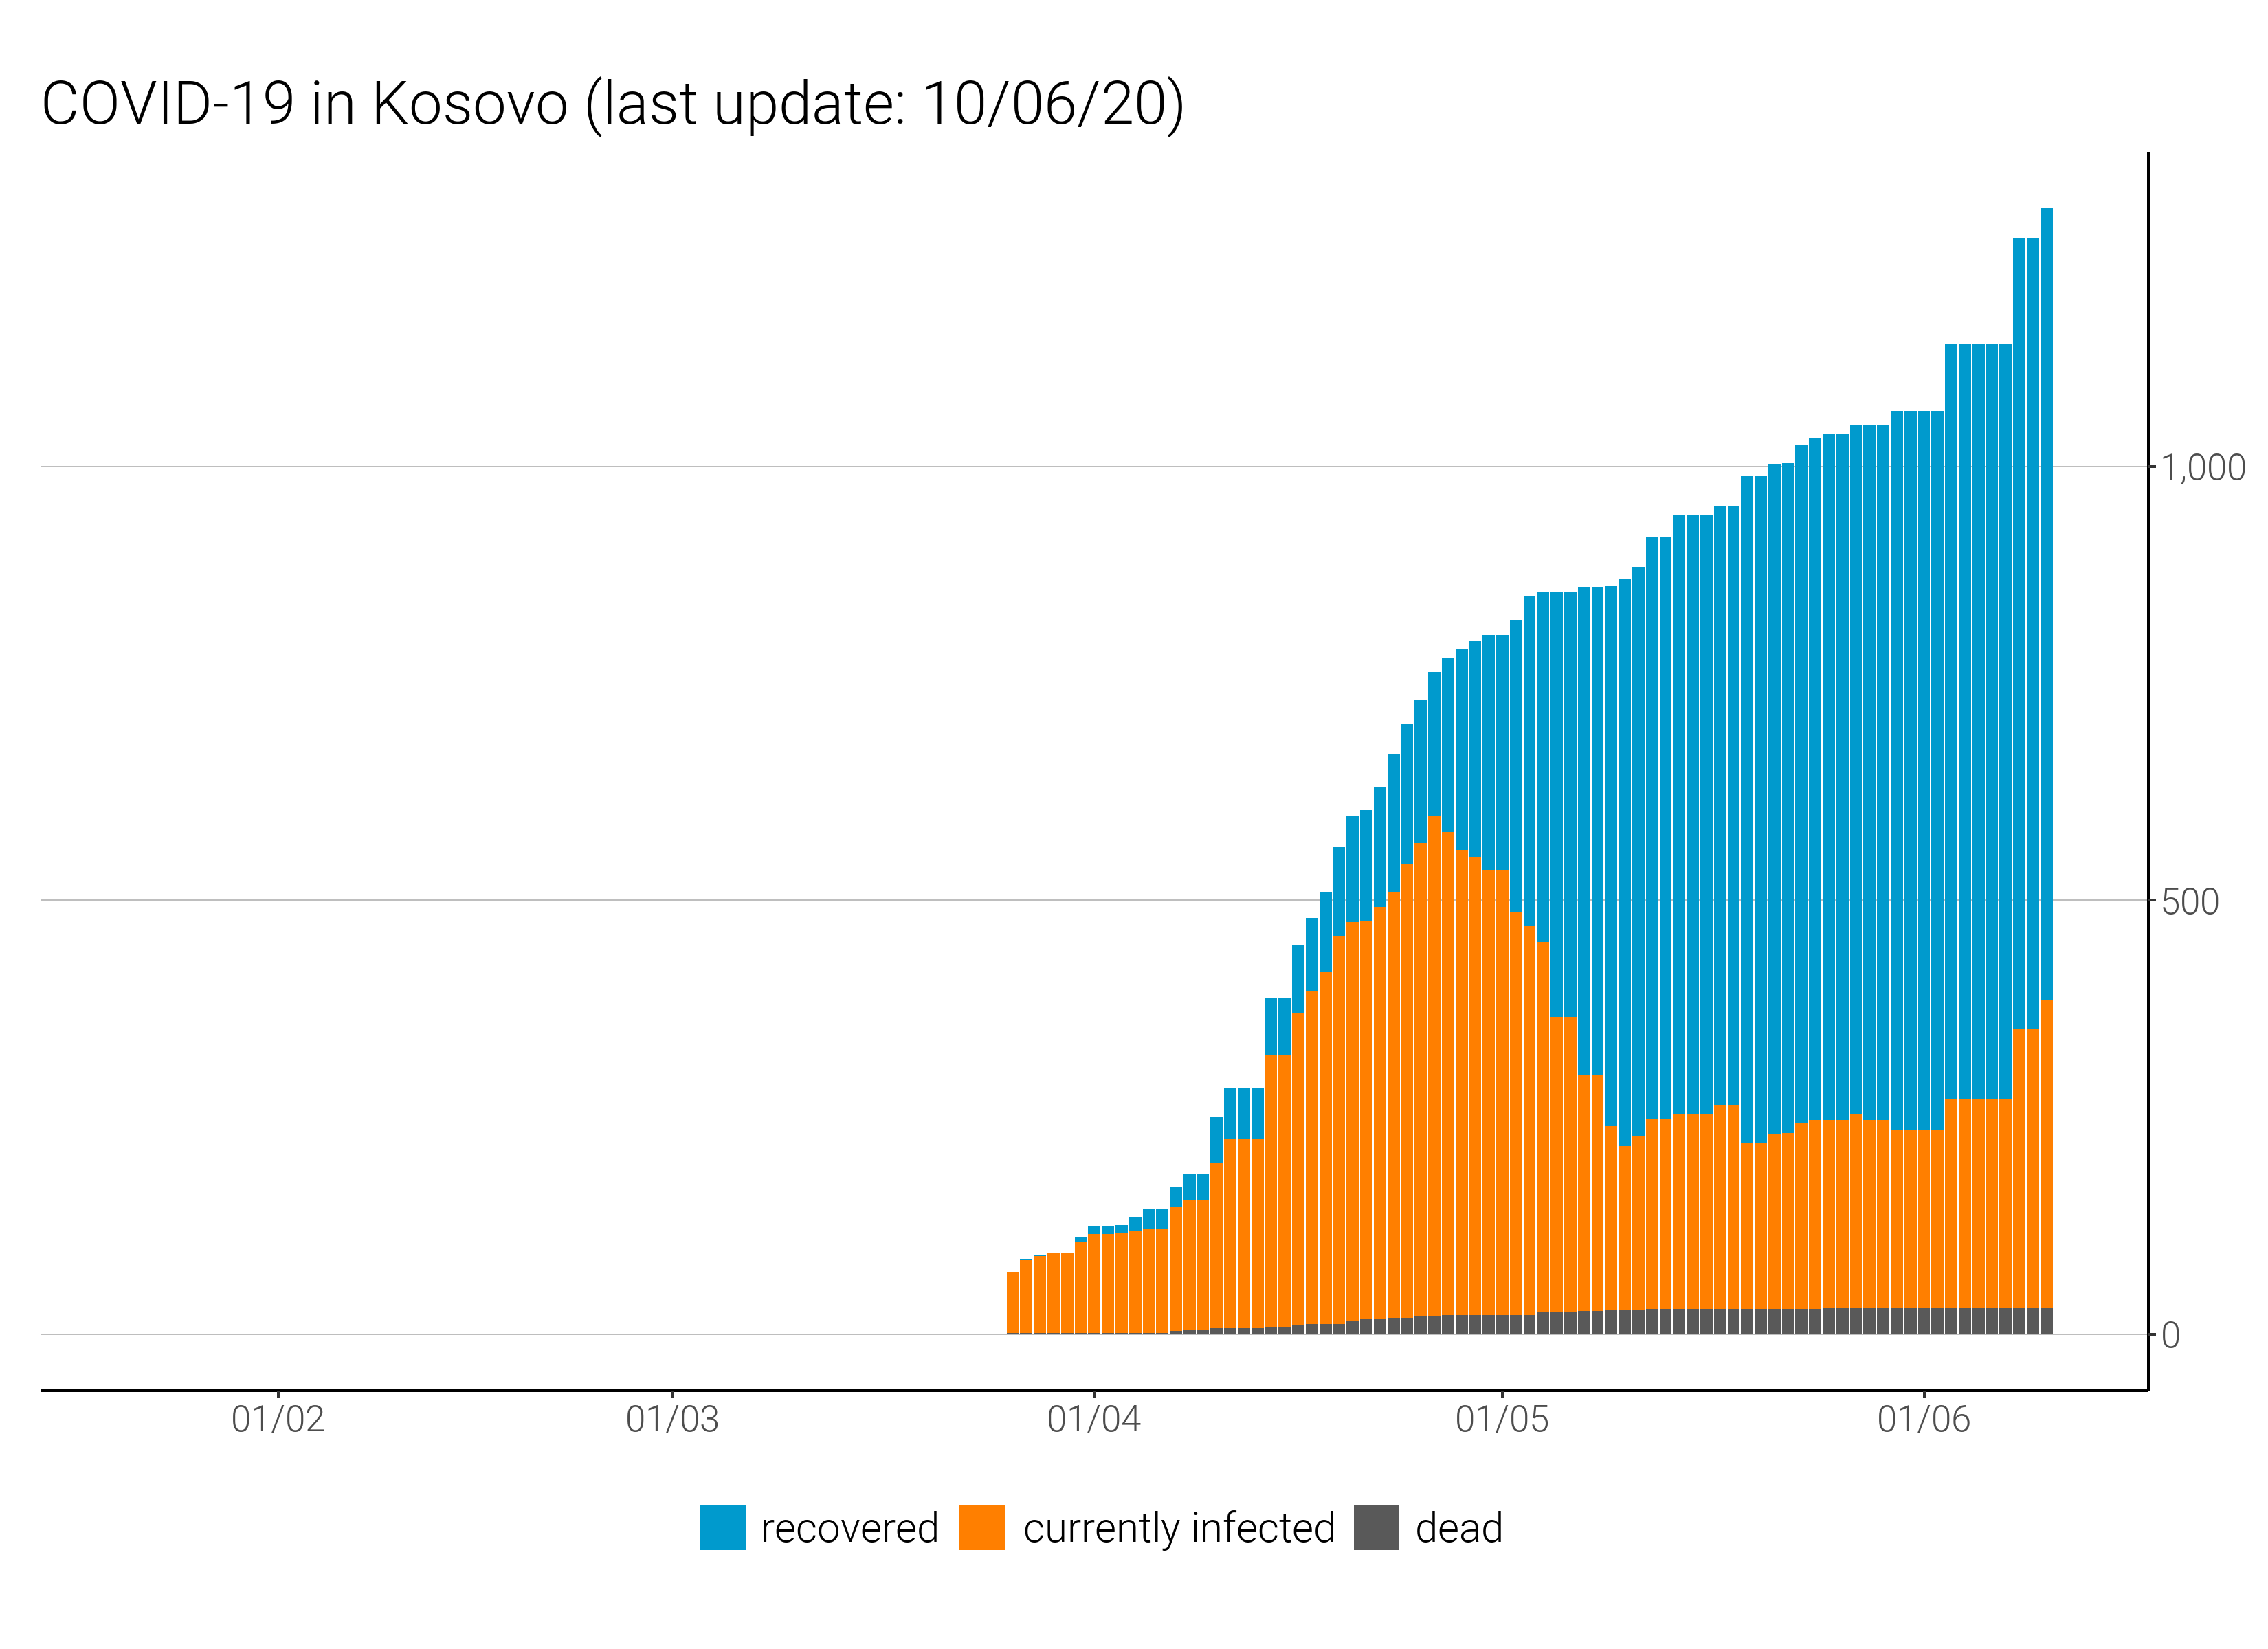 COVID-19 in Kosovo (last update: 10/06/20)
1,000
500
0
01/02 01/03 01/04 01/05 01/06
recovered currently infected dead